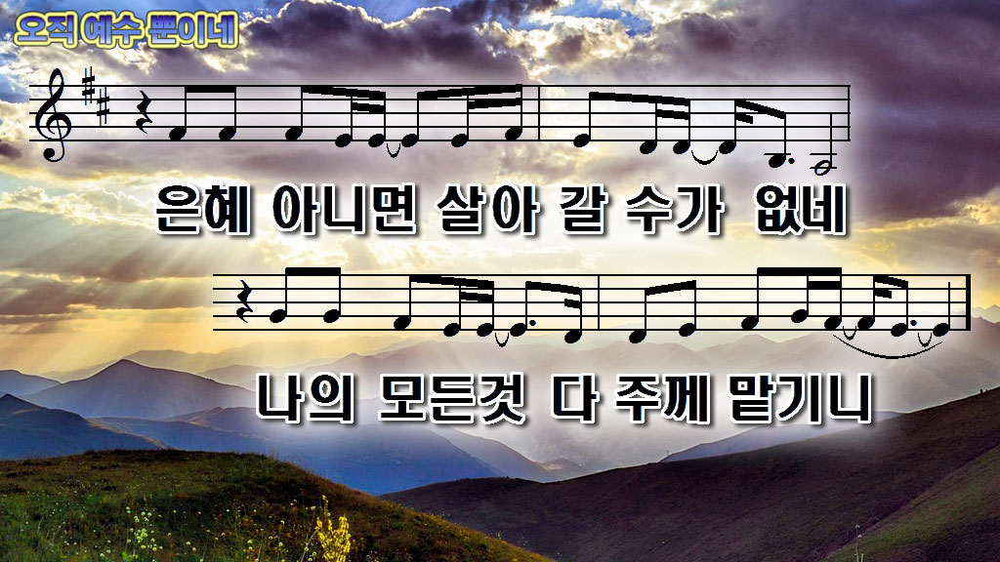 오직 예수 뿐이네
은혜 아니면 살아 갈 수가 없네
나의 모든것 다 주께 맡기니